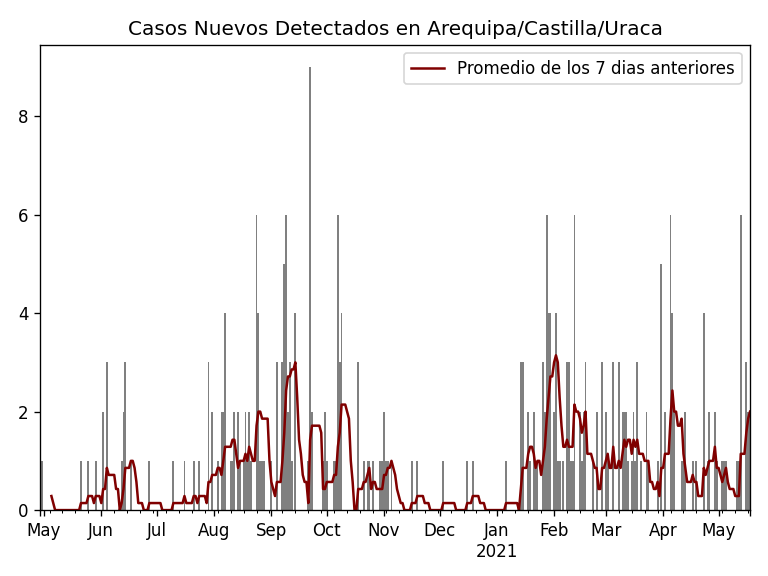 Casos Nuevos Detectados en Arequipa/Castilla/Uraca
Promedio de los 7 dias anteriores
8
6
4
2
0
May Jun Jul Aug Sep Oct Nov Dec Jan Feb Mar Apr May
2021